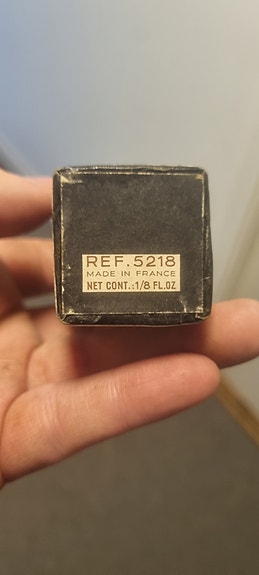 REF. 5218
MADE IN FRANCE
NET CONT.: 1/8 FL.OZ